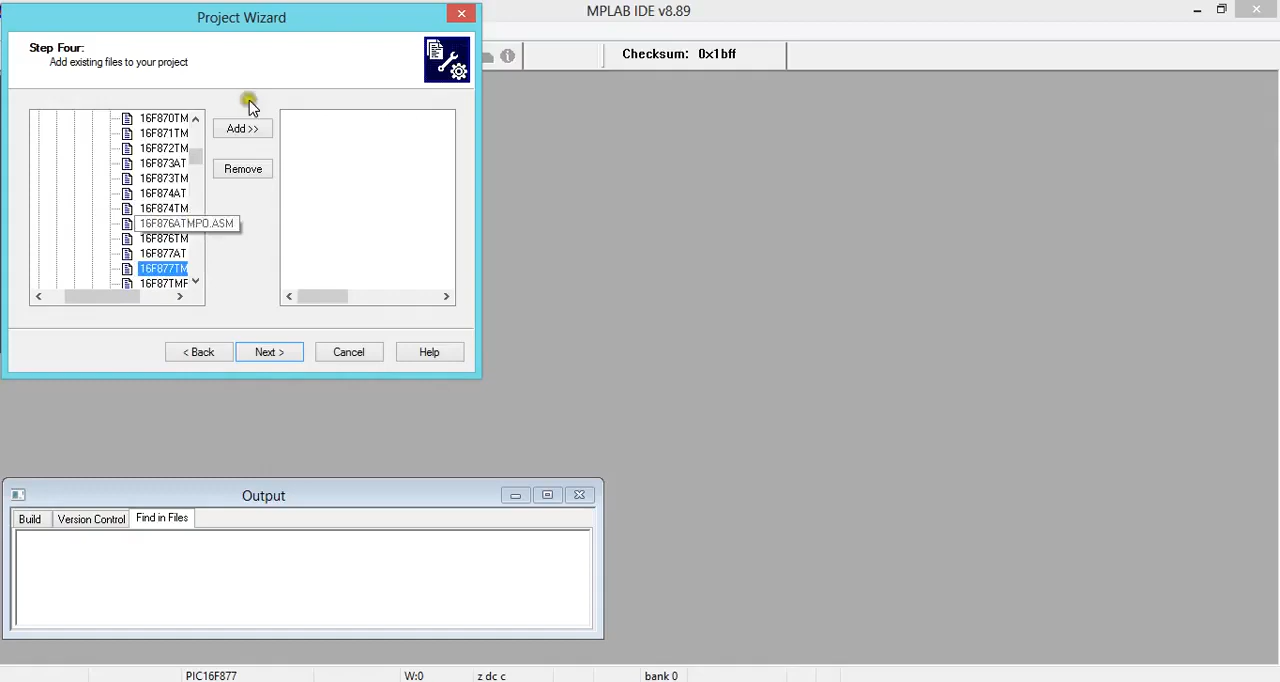 Project Wizard
MPLAB IDE v8.89
Step Four:
Add existing files to your project
Checksum: 0x1bff
16F870TM
16F871TM
16F872TM
16F873AT
16F873TM
16F874AT
16F874TM
16F876ATMPO.ASM
16F876TM
16F877AT
16F877TM
16F87TMF
Add >>
Remove
< Back
Next >
Cancel
Help
Output
Build
Version Control
Find in Files
PIC16F877
W:0
z dc c
bank 0